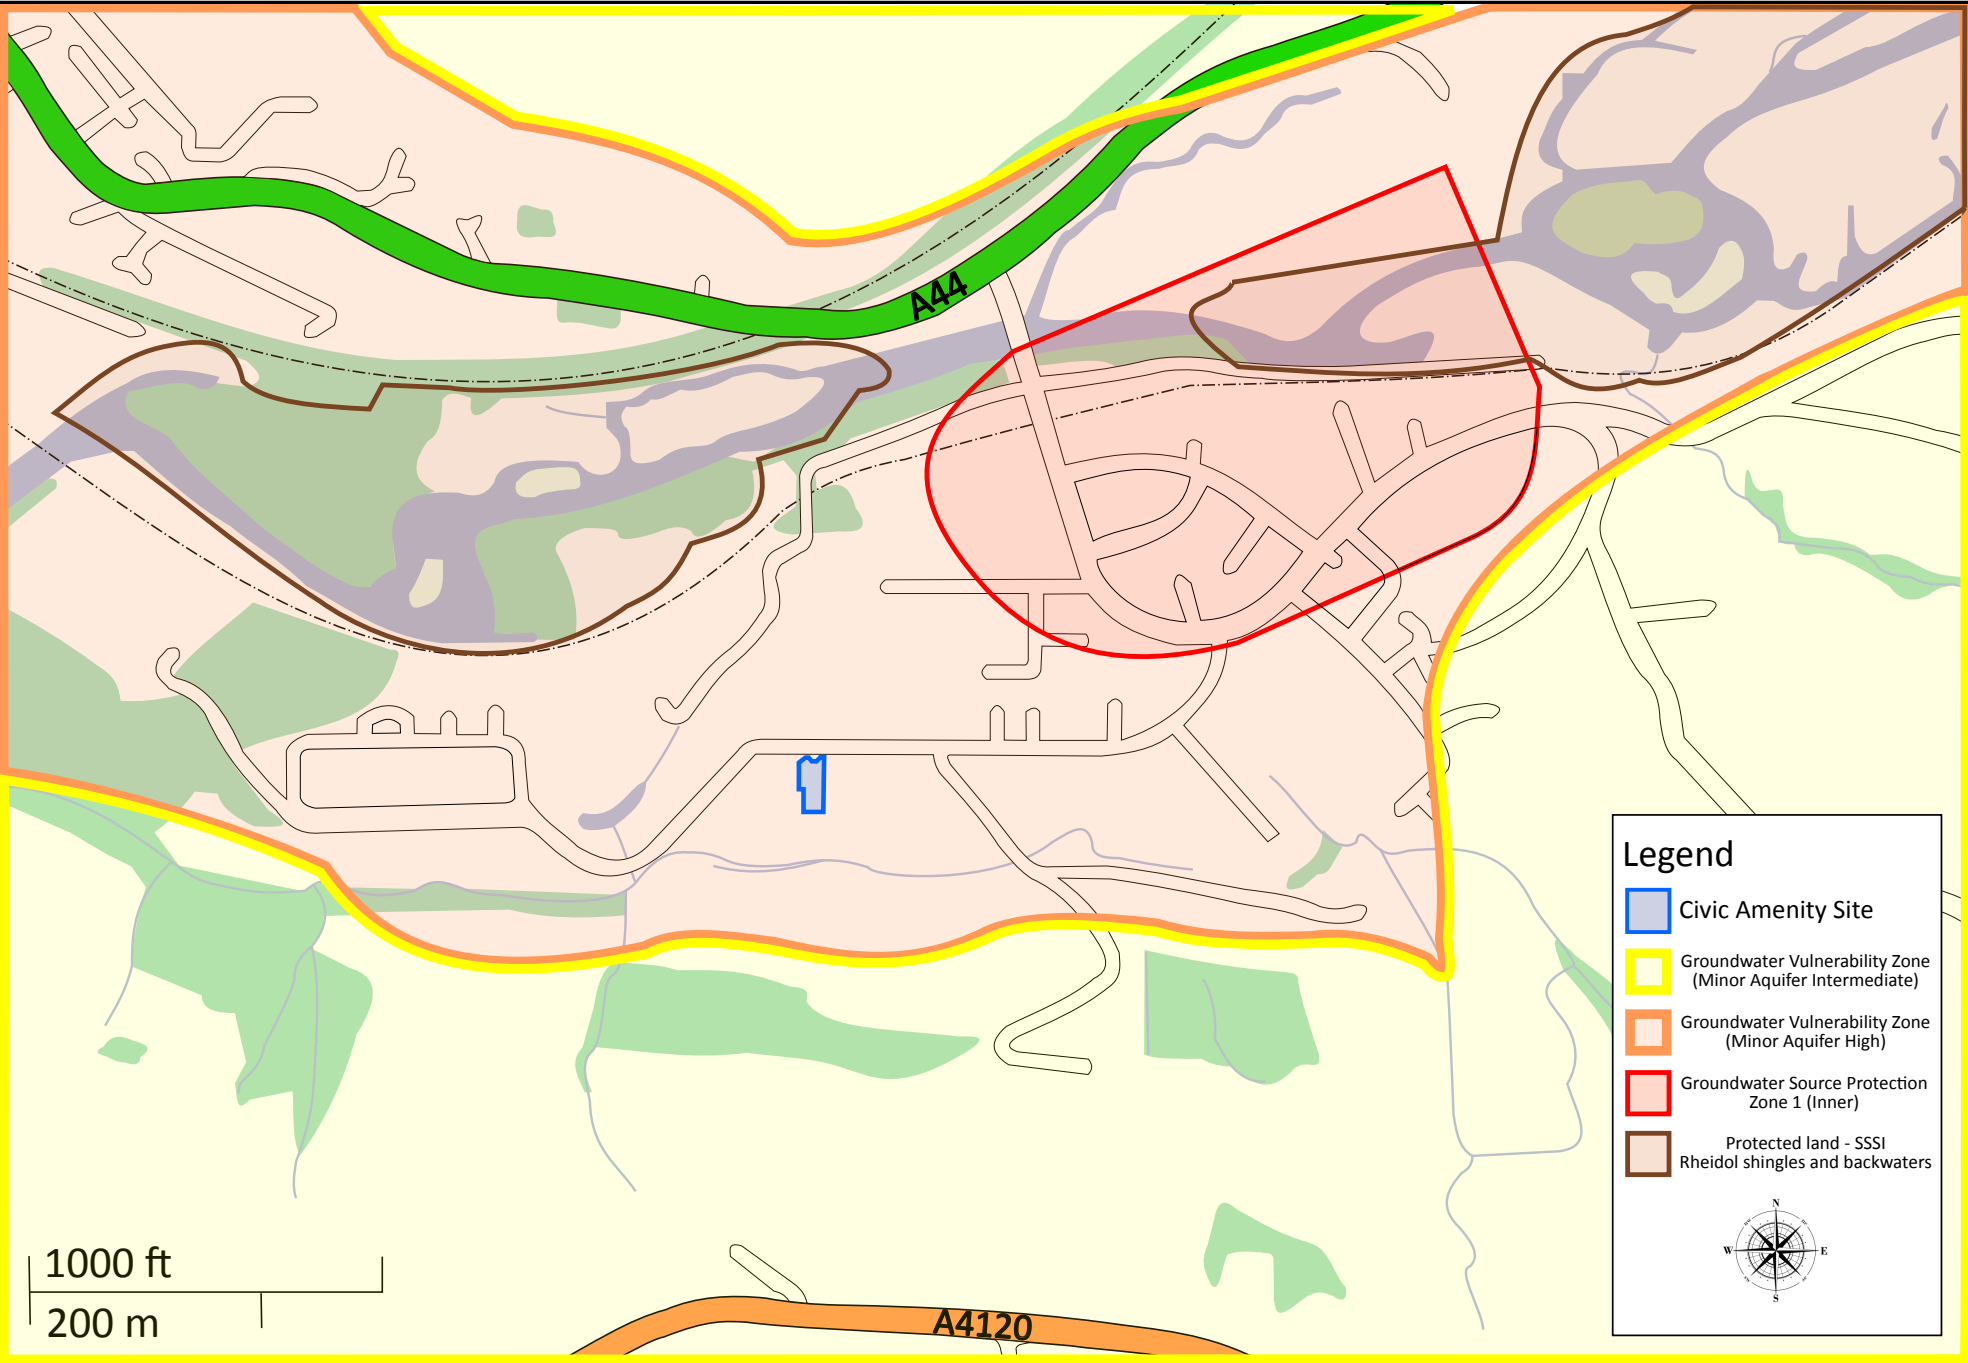 A44
Legend
Civic Amenity Site
Groundwater Vulnerability Zone
(Minor Aquifer Intermediate)
Groundwater Vulnerability Zone
(Minor Aquifer High)
Groundwater Source Protection
Zone 1 (Inner)
Protected land - SSSI
Rheidol shingles and backwaters
N
W
E
S
1000 ft
200 m
A4120